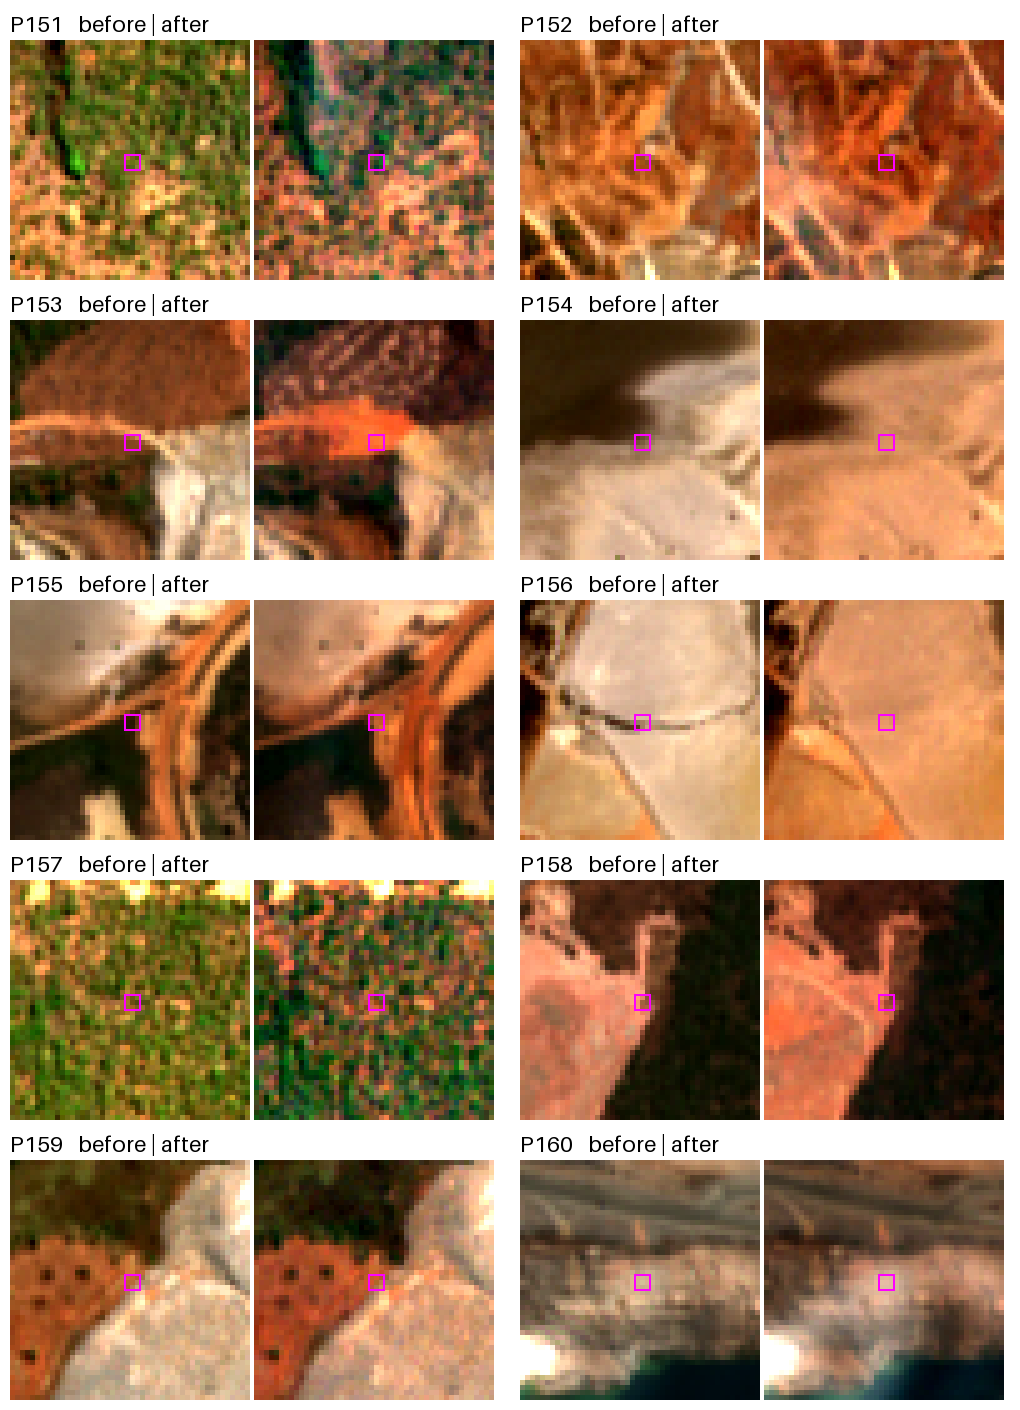 P151 before | after
P152 before | after
P153 before | after
P154 before | after
P155 before | after
P156 before | after
P157 before | after
P158 before | after
P159 before | after
P160 before | after